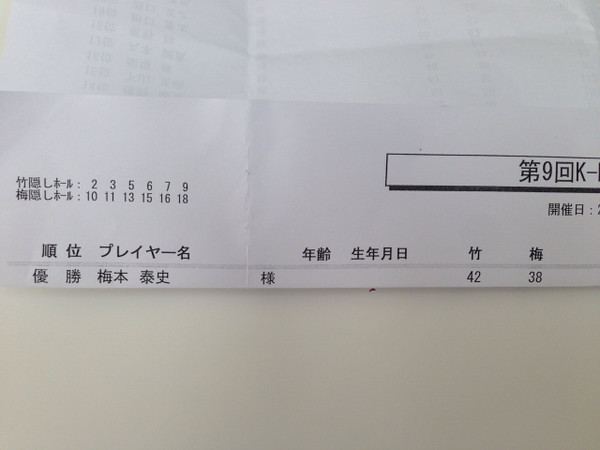 第9回K-
竹隠しﾎｰﾙ： 2 3 5 6 7 9
梅隠しﾎｰﾙ：10 11 13 15 16 18
開催日：2
順 位 プレイヤー名 年齢 生年月日 竹 梅
優 勝 梅本 泰史 様 42 38